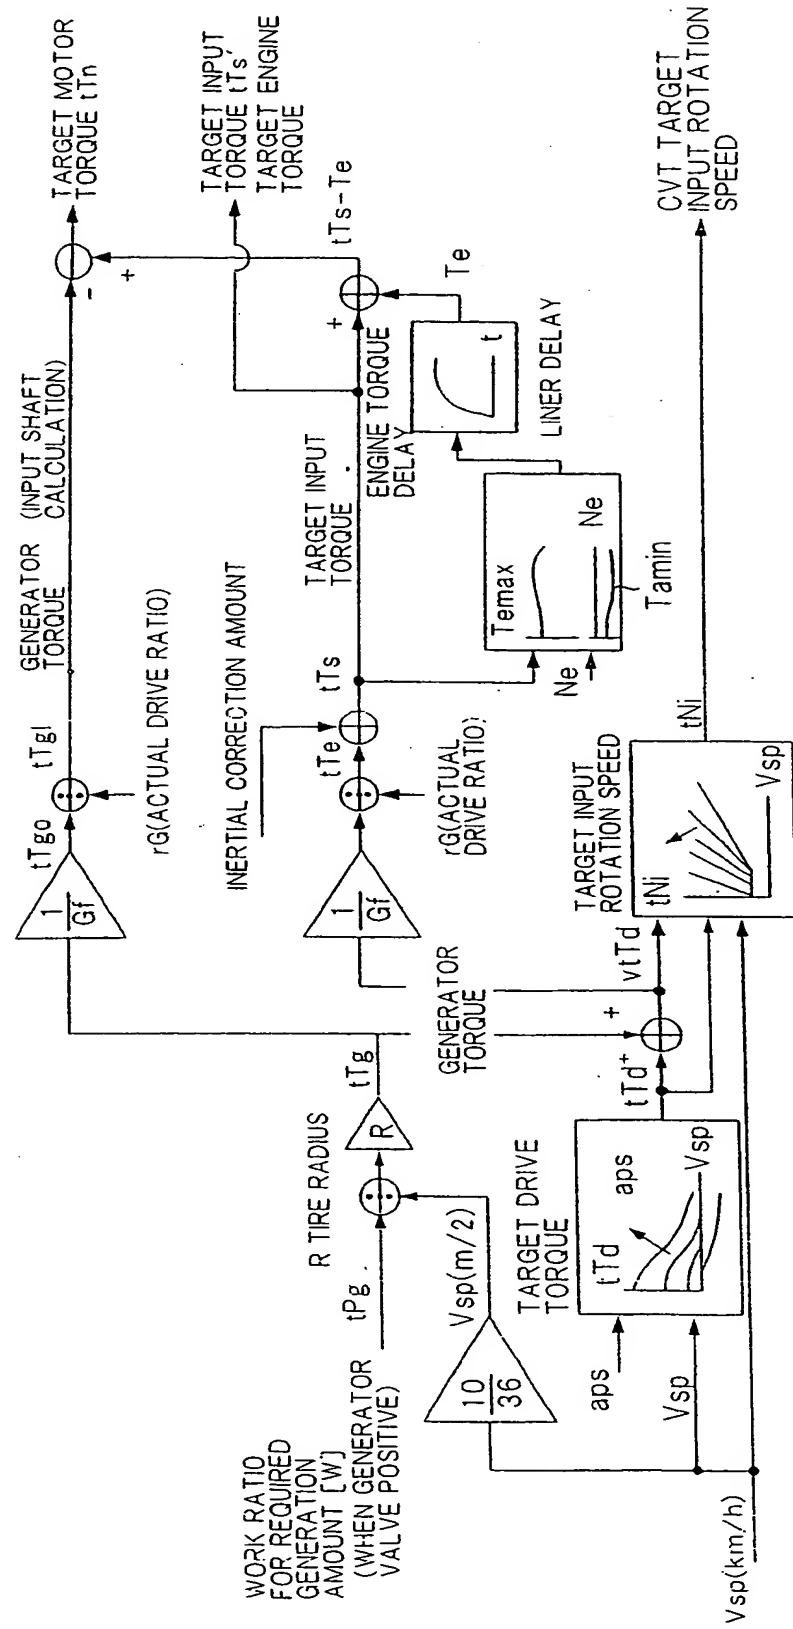 WORK RATIO
FOR REQUIRED
GENERATION
AMOUNT [W]
(WHEN GENERATOR
VALVE POSITIVE)
tPg
R TIRE RADIUS
R
tTg
1
Gf
tTgo
tTgl
rG(ACTUAL DRIVE RATIO)
GENERATOR (INPUT SHAFT
TORQUE CALCULATION)
-
+
TARGET MOTOR
TORQUE tTn
TARGET INPUT
TORQUE tTs'
TARGET ENGINE
TORQUE
INERTIAL CORRECTION AMOUNT
1
Gf
tTe
rG(ACTUAL
DRIVE RATIO)
tTs
TARGET INPUT
TORQUE
ENGINE TORQUE
DELAY
+
tTs-Te
Te
t
LINER DELAY
Temax
Ne
Ne
Tamin
Vsp(m/2)
10
36
GENERATOR
TORQUE
TARGET DRIVE
TORQUE
tTd
aps
Vsp
aps
Vsp
tTd+
+
vtTd
TARGET INPUT
ROTATION SPEED
tNi
Vsp
tNi
CVT TARGET
INPUT ROTATION
SPEED
Vsp(km/h)